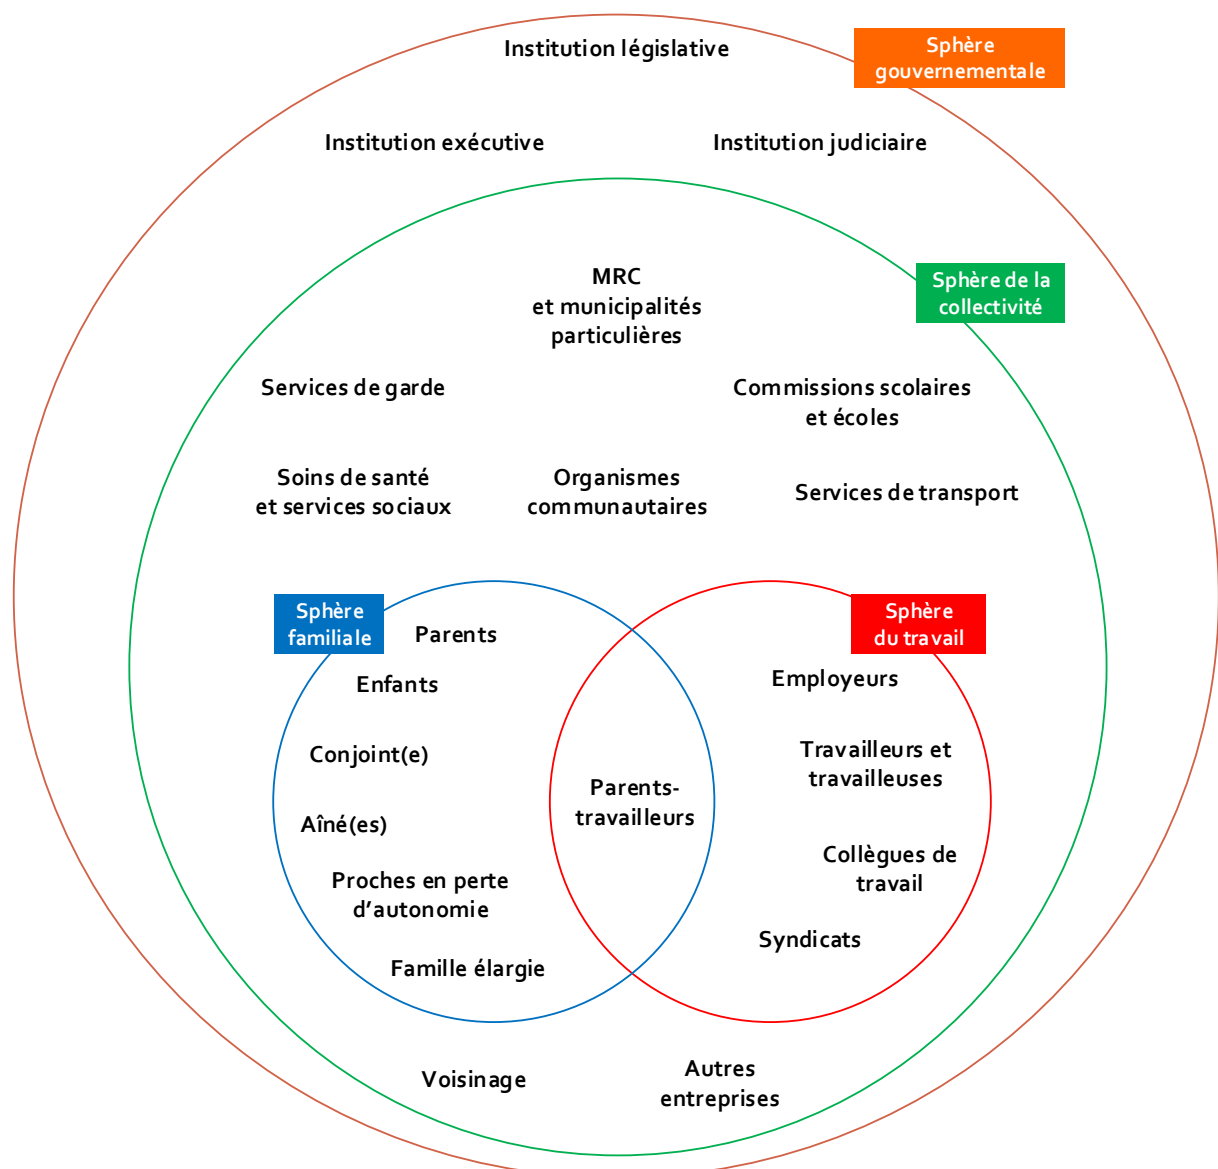 Institution législative
Sphère
gouvernementale
Institution exécutive
Institution judiciaire
MRC
et municipalités
particulières
Sphère de la
collectivité
Services de garde
Commissions scolaires
et écoles
Soins de santé
et services sociaux
Organismes
communautaires
Services de transport
Sphère
familiale
Parents
Enfants
Conjoint(e)
Aîné(es)
Proches en perte
d’autonomie
Famille élargie
Parents-
travailleurs
Sphère
du travail
Employeurs
Travailleurs et
travailleuses
Collègues de
travail
Syndicats
Voisinage
Autres
entreprises